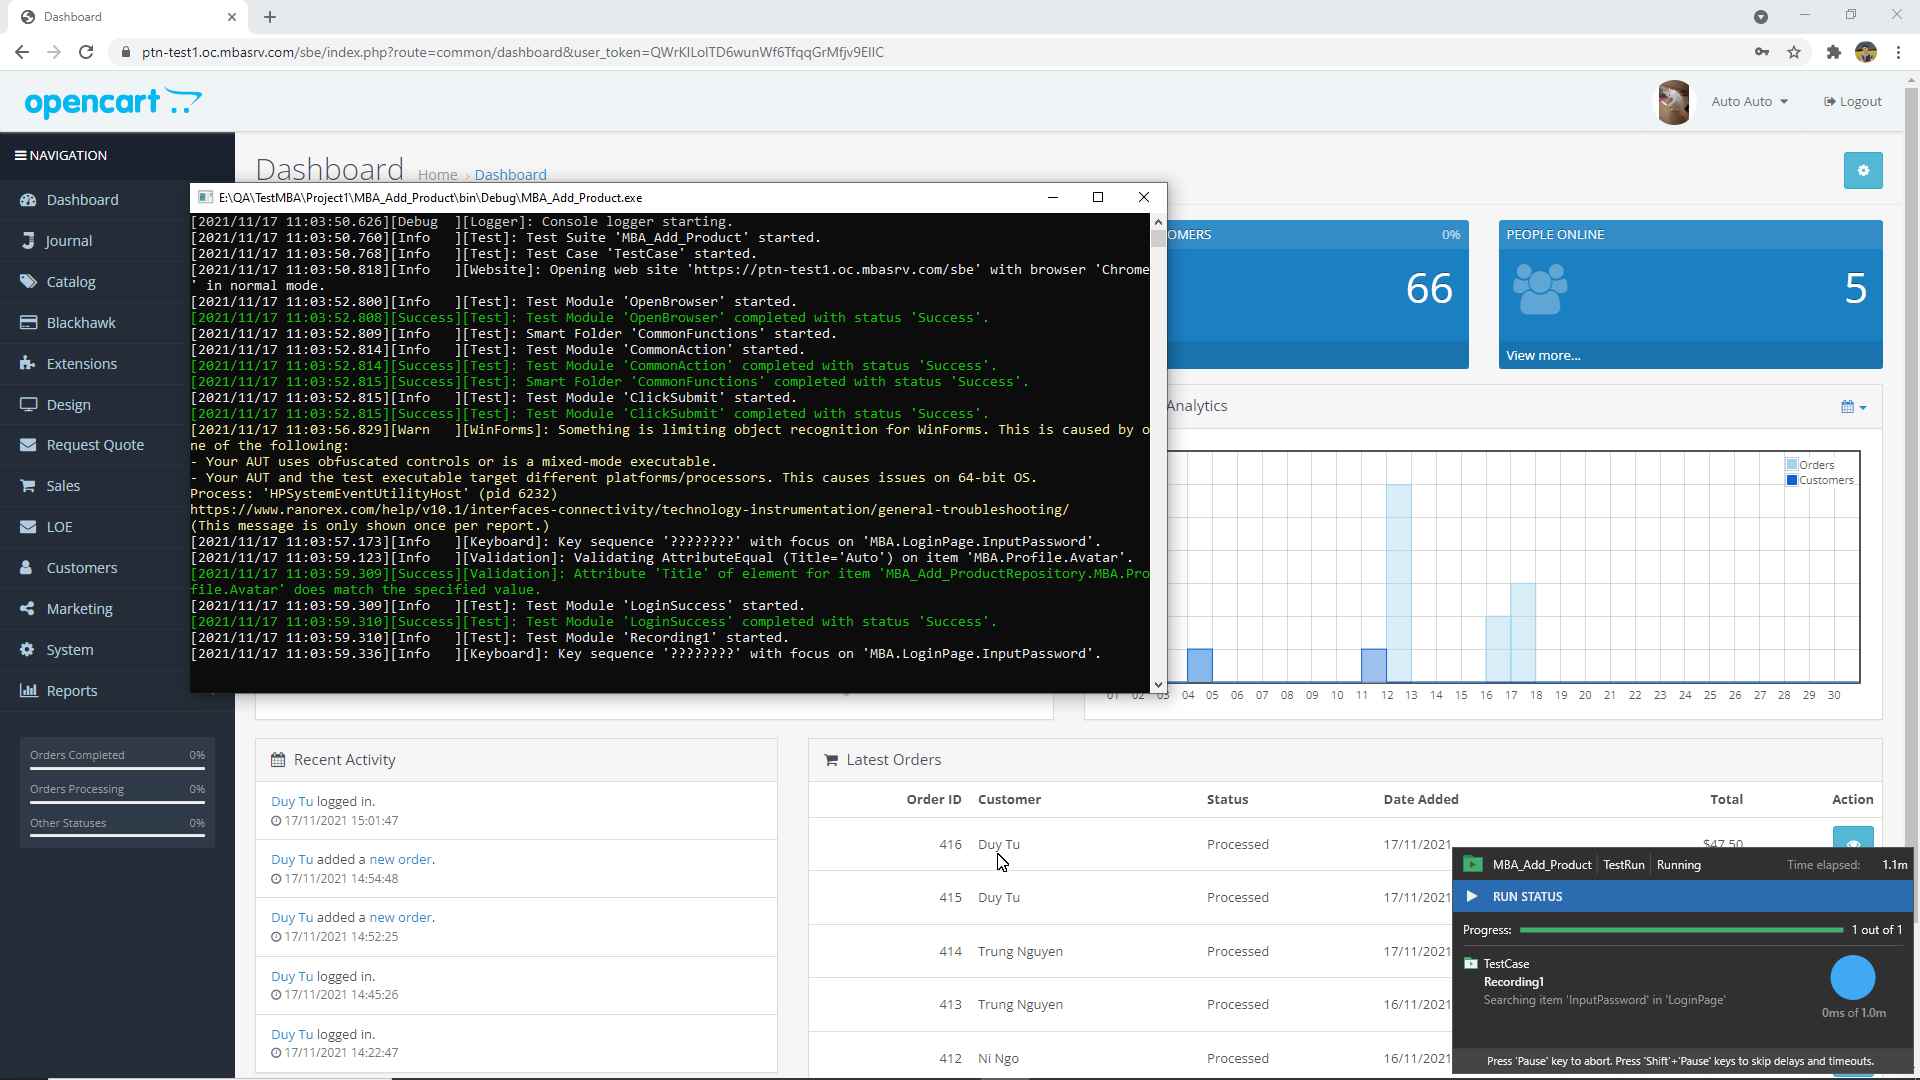 Dashboard
ptn-test1.oc.mbasrv.com/sbe/index.php?route=common/dashboard&user_token=QWrKILoITD6wunWf6TfqqGrMfjv9EIIC
opencart
Auto Auto
Logout
NAVIGATION
Dashboard
Journal
Catalog
Blackhawk
Extensions
Design
Request Quote
Sales
LOE
Customers
Marketing
System
Reports
Orders Completed 0%
Orders Processing 0%
Other Statuses 0%
Dashboard
Home › Dashboard
E:\QA\TestMBA\Project1\MBA_Add_Product\bin\Debug\MBA_Add_Product.exe
[2021/11/17 11:03:50.626][Debug  ][Logger]: Console logger starting.
[2021/11/17 11:03:50.760][Info   ][Test]: Test Suite 'MBA_Add_Product' started.
[2021/11/17 11:03:50.768][Info   ][Test]: Test Case 'TestCase' started.
[2021/11/17 11:03:50.818][Info   ][Website]: Opening web site 'https://ptn-test1.oc.mbasrv.com/sbe' with browser 'Chrome
' in normal mode.
[2021/11/17 11:03:52.800][Info   ][Test]: Test Module 'OpenBrowser' started.
[2021/11/17 11:03:52.808][Success][Test]: Test Module 'OpenBrowser' completed with status 'Success'.
[2021/11/17 11:03:52.809][Info   ][Test]: Smart Folder 'CommonFunctions' started.
[2021/11/17 11:03:52.814][Info   ][Test]: Test Module 'CommonAction' started.
[2021/11/17 11:03:52.814][Success][Test]: Test Module 'CommonAction' completed with status 'Success'.
[2021/11/17 11:03:52.815][Success][Test]: Smart Folder 'CommonFunctions' completed with status 'Success'.
[2021/11/17 11:03:52.815][Info   ][Test]: Test Module 'ClickSubmit' started.
[2021/11/17 11:03:52.815][Success][Test]: Test Module 'ClickSubmit' completed with status 'Success'.
[2021/11/17 11:03:56.829][Warn   ][WinForms]: Something is limiting object recognition for WinForms. This is caused by o
ne of the following:
- Your AUT uses obfuscated controls or is a mixed-mode executable.
- Your AUT and the test executable target different platforms/processors. This causes issues on 64-bit OS.
Process: 'HPSystemEventUtilityHost' (pid 6232)
https://www.ranorex.com/help/v10.1/interfaces-connectivity/technology-instrumentation/general-troubleshooting/
(This message is only shown once per report.)
[2021/11/17 11:03:57.173][Info   ][Keyboard]: Key sequence '????????' with focus on 'MBA.LoginPage.InputPassword'.
[2021/11/17 11:03:59.123][Info   ][Validation]: Validating AttributeEqual (Title='Auto') on item 'MBA.Profile.Avatar'.
[2021/11/17 11:03:59.309][Success][Validation]: Attribute 'Title' of element for item 'MBA_Add_ProductRepository.MBA.Pro
file.Avatar' does match the specified value.
[2021/11/17 11:03:59.309][Info   ][Test]: Test Module 'LoginSuccess' started.
[2021/11/17 11:03:59.310][Success][Test]: Test Module 'LoginSuccess' completed with status 'Success'.
[2021/11/17 11:03:59.310][Info   ][Test]: Test Module 'Recording1' started.
[2021/11/17 11:03:59.336][Info   ][Keyboard]: Key sequence '????????' with focus on 'MBA.LoginPage.InputPassword'.
OMERS 0%
66
PEOPLE ONLINE
5
View more...
Analytics
Orders
Customers
01 02 03 04 05 06 07 08 09 10 11 12 13 14 15 16 17 18 19 20 21 22 23 24 25 26 27 28 29 30
Recent Activity
Duy Tu logged in.
17/11/2021 15:01:47
Duy Tu added a new order.
17/11/2021 14:54:48
Duy Tu added a new order.
17/11/2021 14:52:25
Duy Tu logged in.
17/11/2021 14:45:26
Duy Tu logged in.
17/11/2021 14:22:47
Latest Orders
Order ID Customer Status Date Added Total Action
416 Duy Tu Processed 17/11/2021 $47.50
415 Duy Tu Processed 17/11/2021
414 Trung Nguyen Processed 17/11/2021
413 Trung Nguyen Processed 16/11/2021
412 Ni Ngo Processed 16/11/2021
MBA_Add_Product TestRun Running Time elapsed: 1.1m
RUN STATUS
Progress: 1 out of 1
TestCase
Recording1
Searching item 'InputPassword' in 'LoginPage'
0ms of 1.0m
Press 'Pause' key to abort. Press 'Shift'+'Pause' keys to skip delays and timeouts.